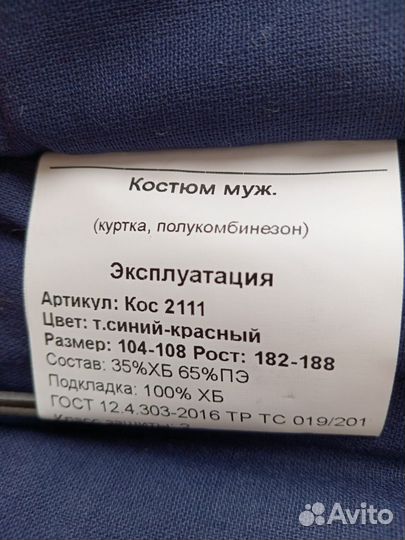 Костюм муж.
(куртка, полукомбинезон)
Эксплуатация
Артикул: Кос 2111
Цвет: т.синий-красный
Размер: 104-108 Рост: 182-188
Состав: 35%ХБ 65%ПЭ
Подкладка: 100% ХБ
ГОСТ 12.4.303-2016 ТР ТС 019/201
Avito